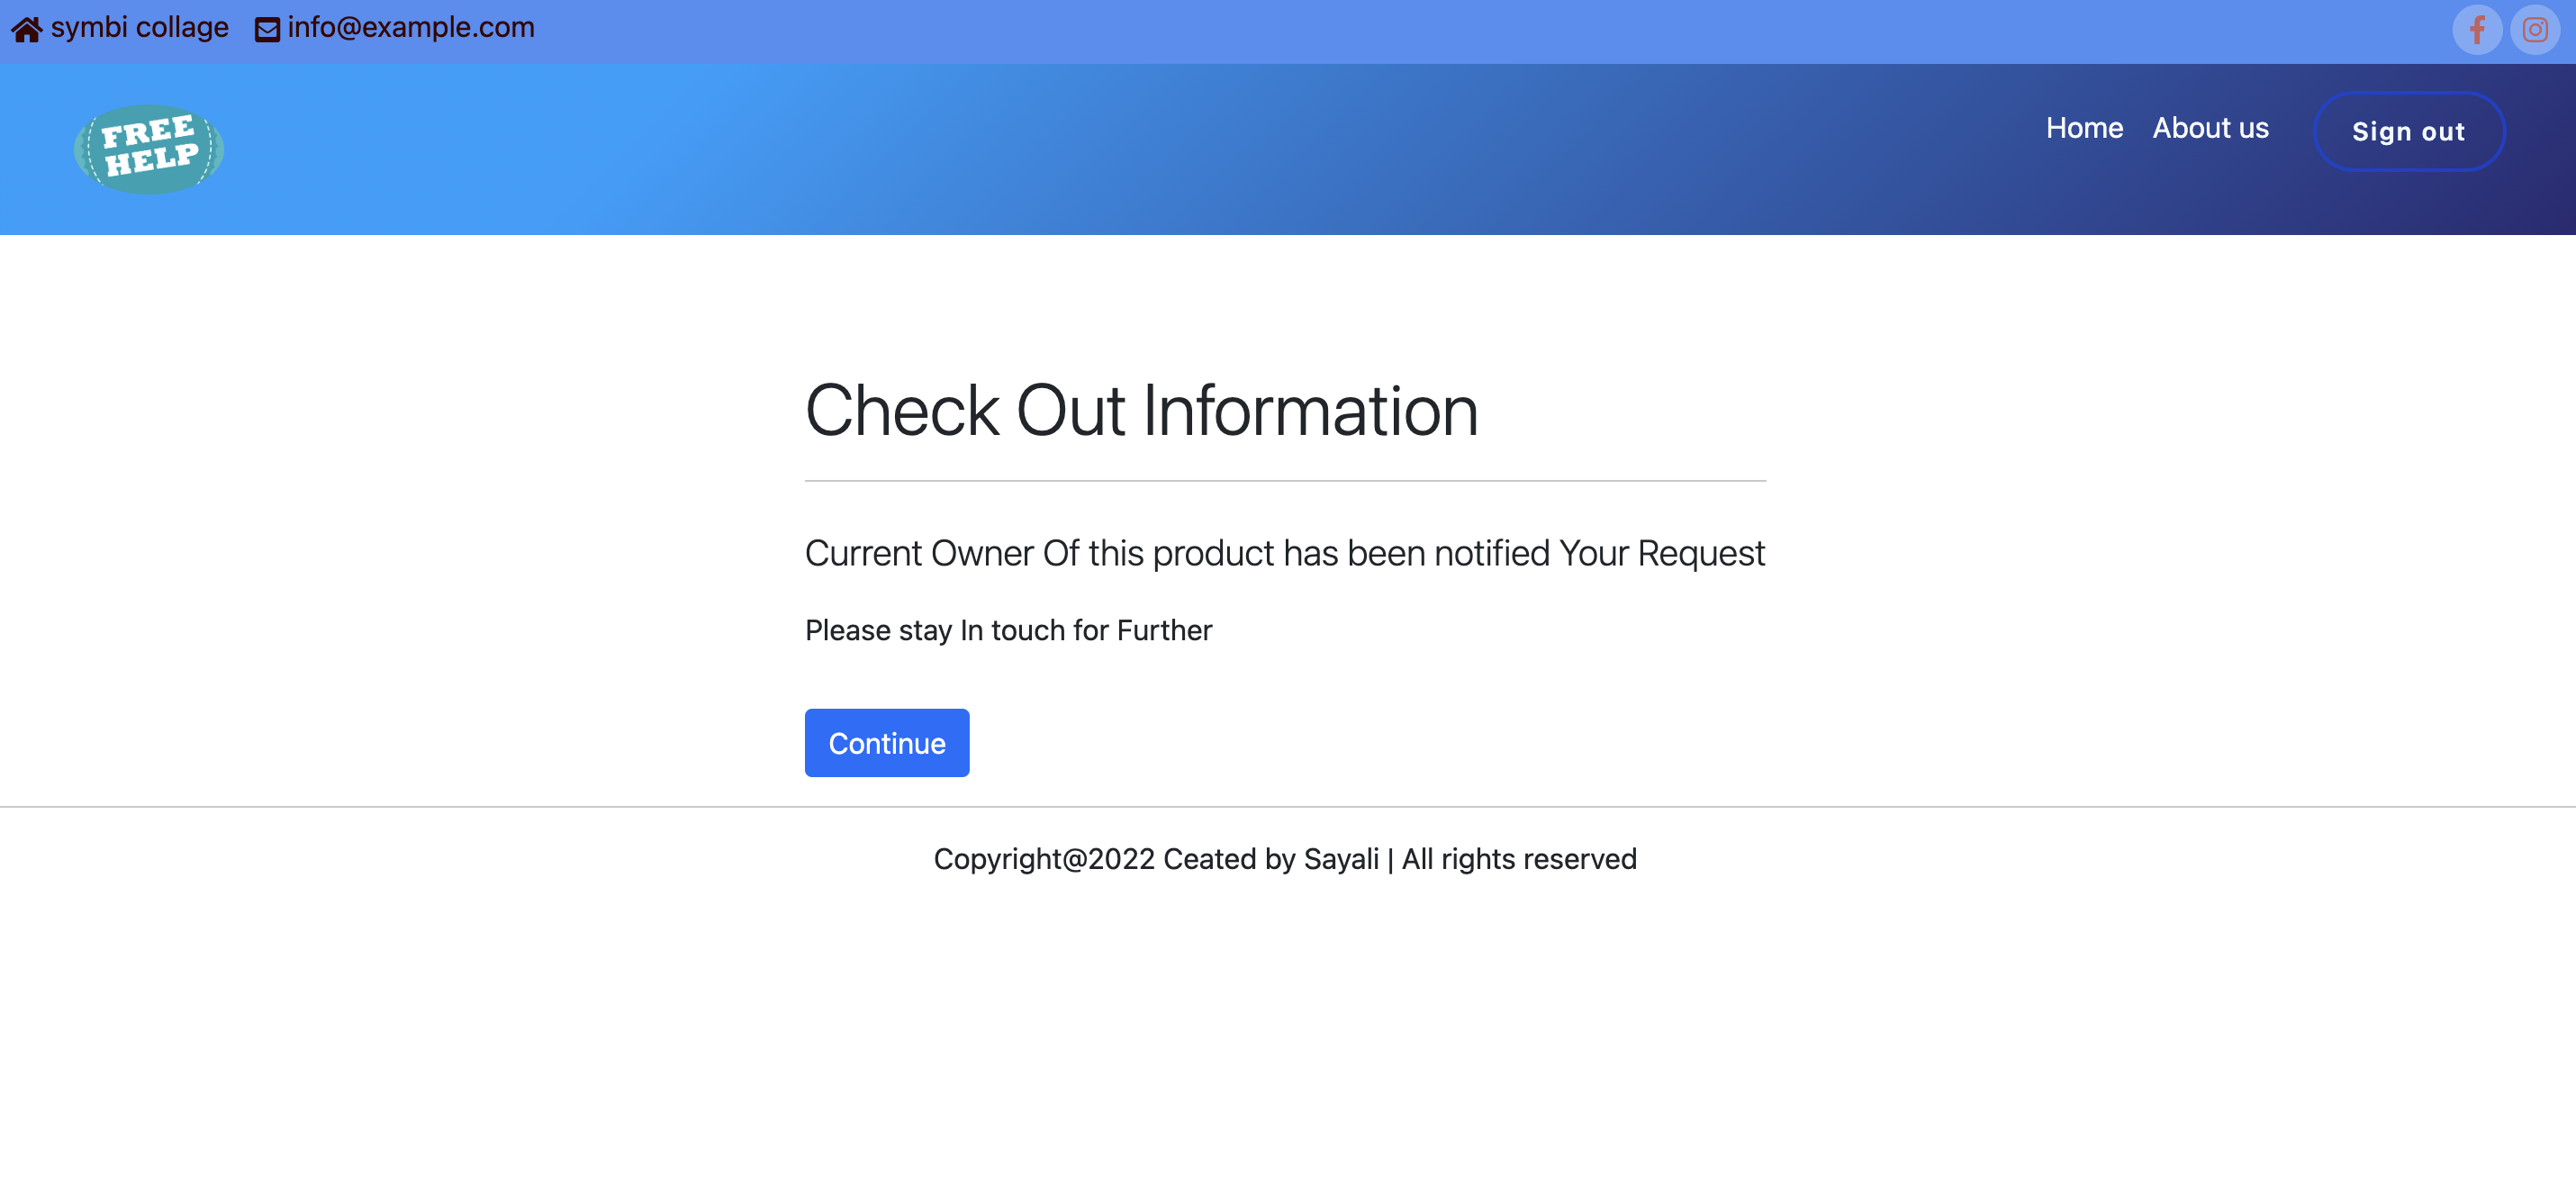 symbi collage info@example.com
FREE
HELP
Home About us Sign out
Check Out Information
Current Owner Of this product has been notified Your Request
Please stay In touch for Further
Continue
Copyright@2022 Ceated by Sayali | All rights reserved